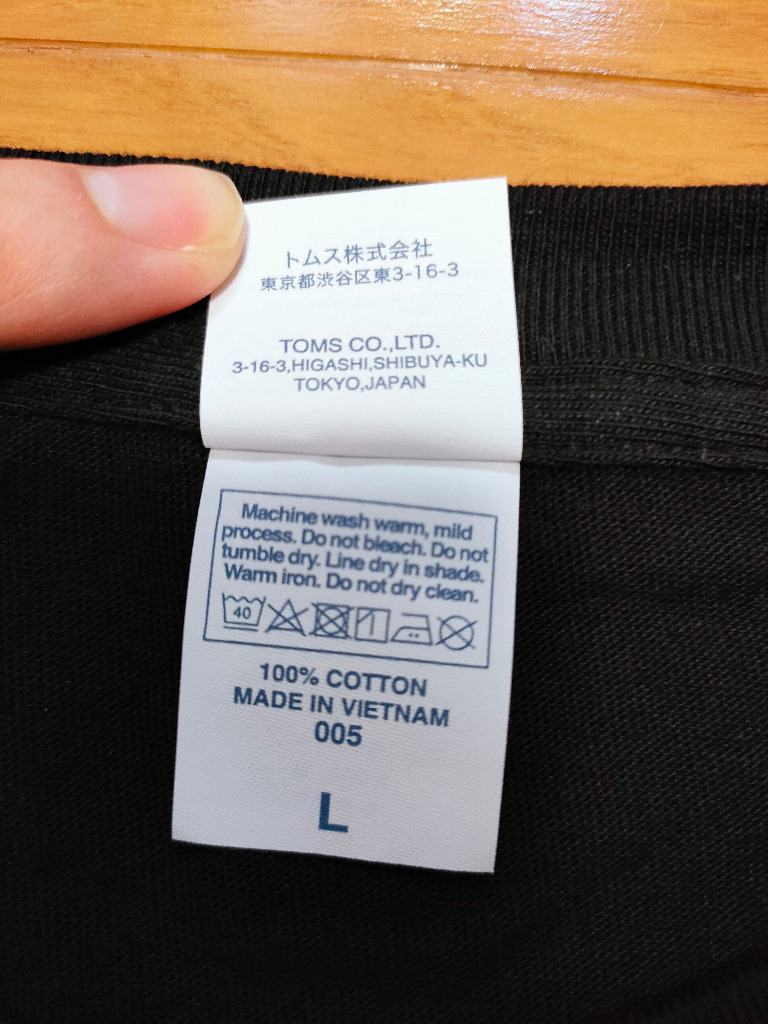 トムス株式会社
東京都渋谷区東3-16-3
TOMS CO.,LTD.
3-16-3,HIGASHI,SHIBUYA-KU
TOKYO,JAPAN
Machine wash warm, mild
process. Do not bleach. Do not
tumble dry. Line dry in shade.
Warm iron. Do not dry clean.
40
100% COTTON
MADE IN VIETNAM
005
L